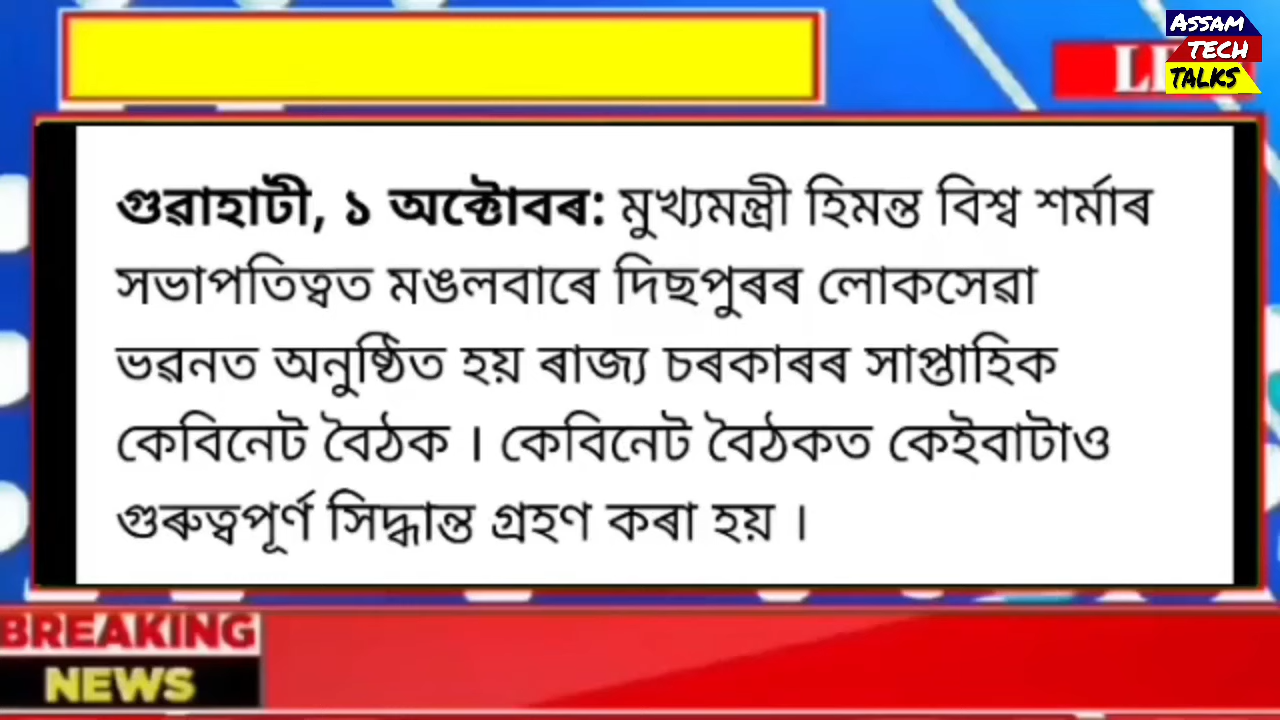 ASSAM
TECH
TALKS
গুৱাহাটী, ১ অক্টোবৰ: মুখ্যমন্ত্ৰী হিমন্ত বিশ্ব শৰ্মাৰ
সভাপতিত্বত মঙলবাৰে দিছপুৰৰ লোকসেৱা
ভৱনত অনুষ্ঠিত হয় ৰাজ্য চৰকাৰৰ সাপ্তাহিক
কেবিনেট বৈঠক । কেবিনেট বৈঠকত কেইবাটাও
গুৰুত্বপূৰ্ণ সিদ্ধান্ত গ্ৰহণ কৰা হয় ।
BREAKING
NEWS